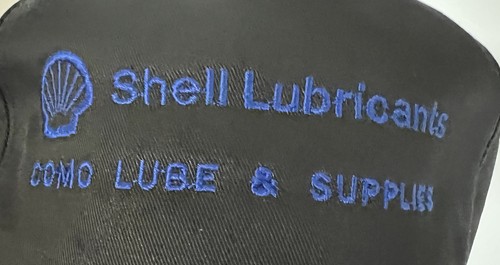 Shell Lubricants
COMO LUBE & SUPPLIES